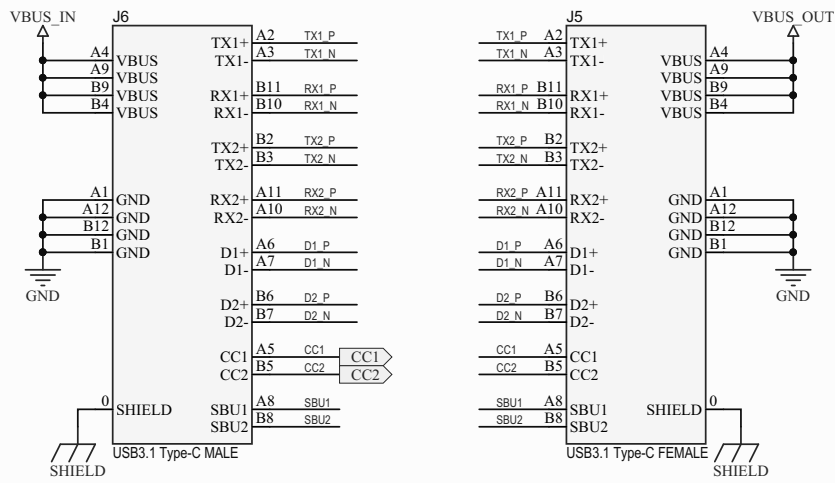 VBUS_IN J6 J5 VBUS_OUT
TX1+ A2 TX1_P TX1_P A2 TX1+
A4 VBUS TX1- A3 TX1_N TX1_N A3 TX1- VBUS A4
A9 VBUS VBUS A9
B9 VBUS RX1+ B11 RX1_P RX1_P B11 RX1+ VBUS B9
B4 VBUS RX1- B10 RX1_N RX1_N B10 RX1- VBUS B4
TX2+ B2 TX2_P TX2_P B2 TX2+
TX2- B3 TX2_N TX2_N B3 TX2-
A1 GND RX2+ A11 RX2_P RX2_P A11 RX2+ GND A1
A12 GND RX2- A10 RX2_N RX2_N A10 RX2- GND A12
B12 GND GND B12
B1 GND D1+ A6 D1_P D1_P A6 D1+ GND B1
D1- A7 D1_N D1_N A7 D1-
GND GND
D2+ B6 D2_P D2_P B6 D2+
D2- B7 D2_N D2_N B7 D2-
CC1 A5 CC1 CC1 CC1 A5 CC1
CC2 B5 CC2 CC2 CC2 B5 CC2
0 SHIELD SBU1 A8 SBU1 SBU1 A8 SBU1 SHIELD 0
SBU2 B8 SBU2 SBU2 B8 SBU2
USB3.1 Type-C MALE USB3.1 Type-C FEMALE
SHIELD SHIELD